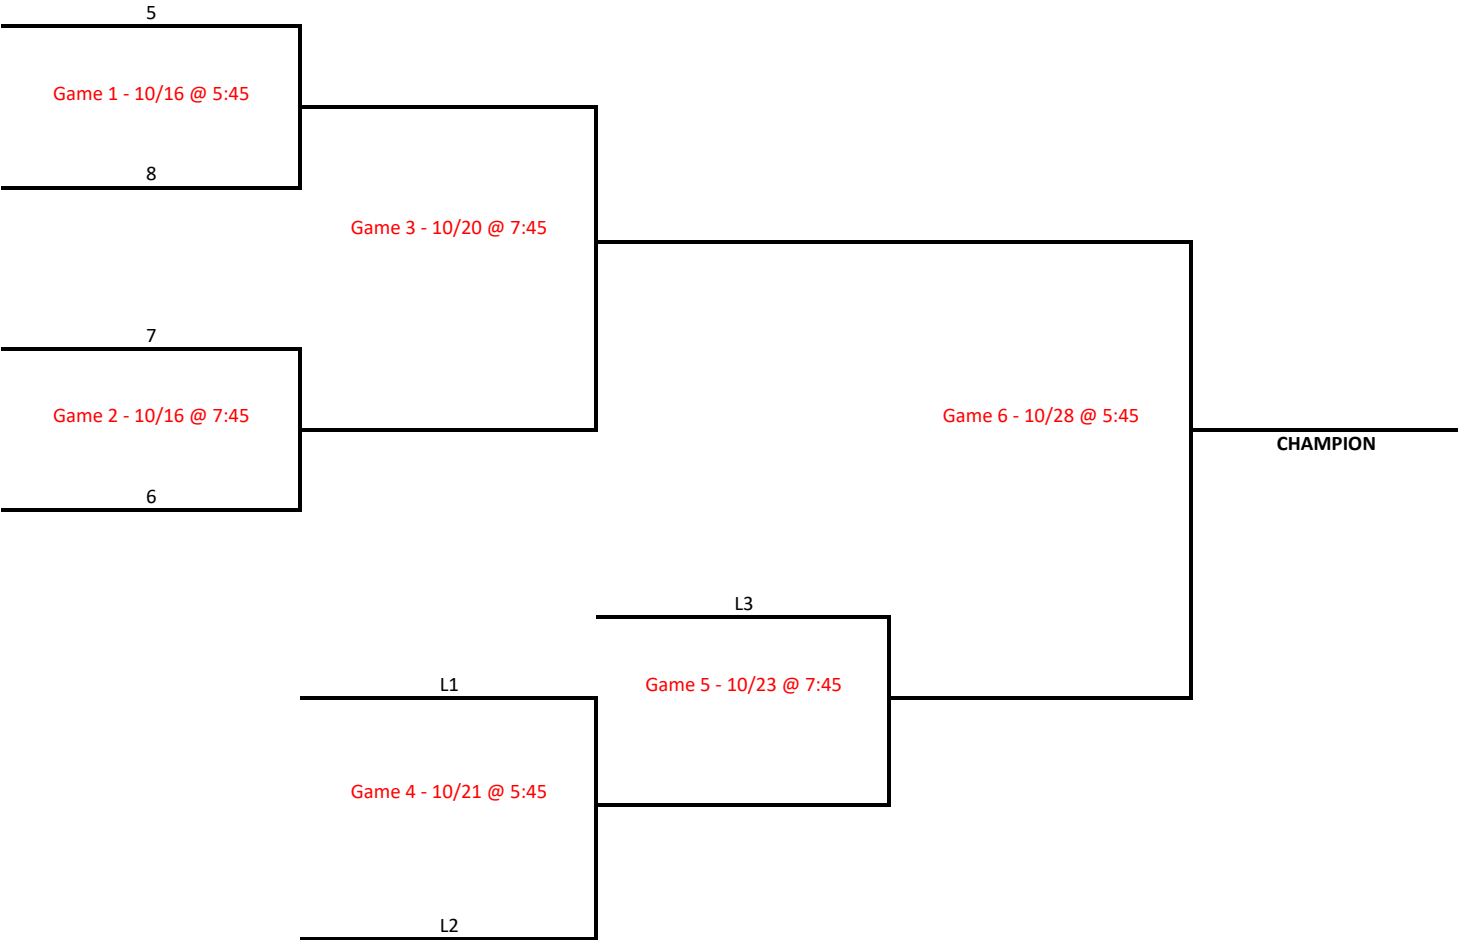 5
Game 1 - 10/16 @ 5:45
8
Game 3 - 10/20 @ 7:45
7
Game 2 - 10/16 @ 7:45
Game 6 - 10/28 @ 5:45
CHAMPION
6
L3
L1
Game 5 - 10/23 @ 7:45
Game 4 - 10/21 @ 5:45
L2